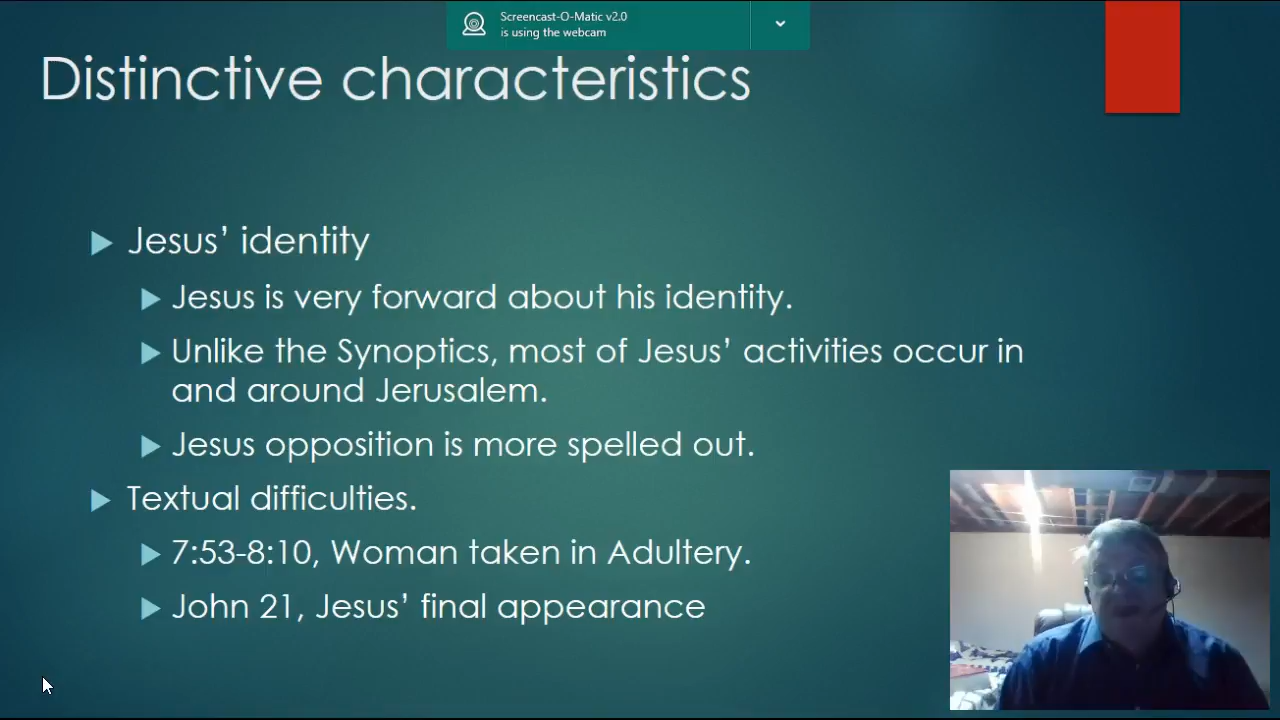 Screencast-O-Matic v2.0
is using the webcam
Distinctive characteristics
Jesus’ identity
Jesus is very forward about his identity.
Unlike the Synoptics, most of Jesus’ activities occur in
and around Jerusalem.
Jesus opposition is more spelled out.
Textual difficulties.
7:53-8:10, Woman taken in Adultery.
John 21, Jesus’ final appearance